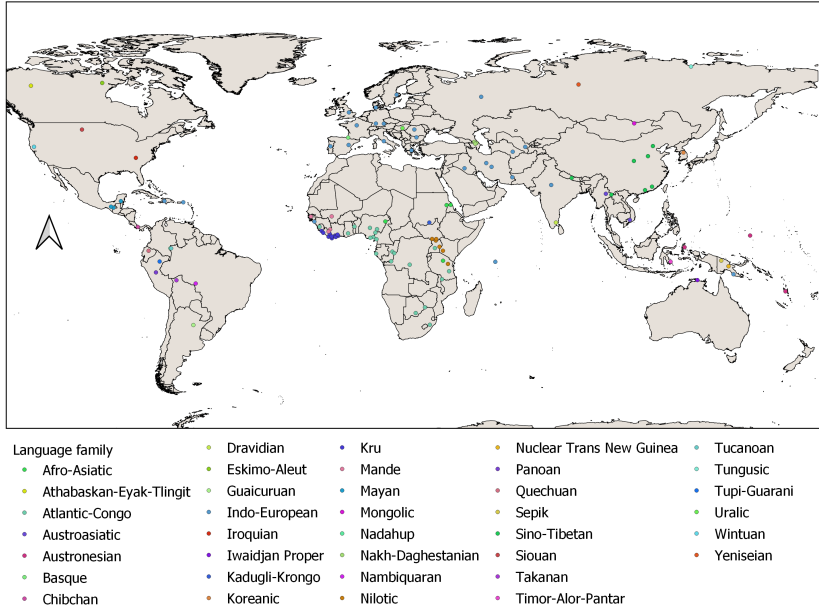 Language family
Afro-Asiatic
Athabaskan-Eyak-Tlingit
Atlantic-Congo
Austroasiatic
Austronesian
Basque
Chibchan
Dravidian
Eskimo-Aleut
Guaicuruan
Indo-European
Iroquian
Iwaidjan Proper
Kadugli-Krongo
Koreanic
Kru
Mande
Mayan
Mongolic
Nadahup
Nakh-Daghestanian
Nambiquaran
Nilotic
Nuclear Trans New Guinea
Panoan
Quechuan
Sepik
Sino-Tibetan
Siouan
Takanan
Timor-Alor-Pantar
Tucanoan
Tungusic
Tupi-Guarani
Uralic
Wintuan
Yeniseian